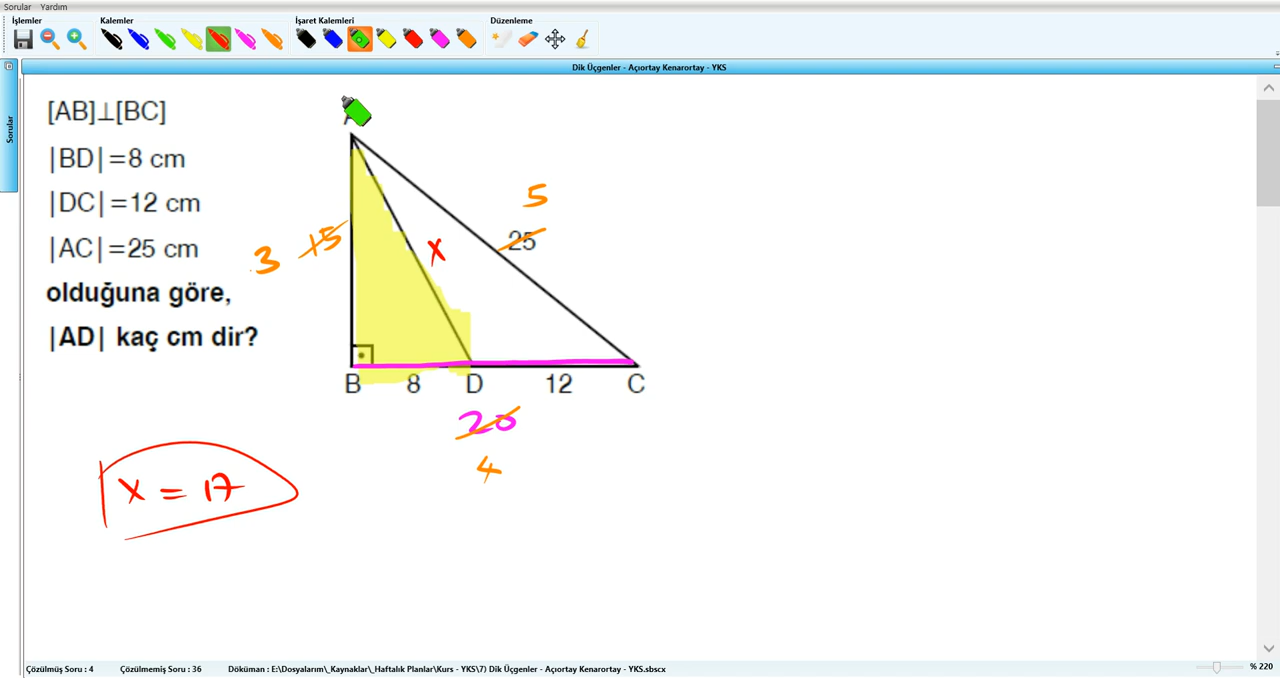 Sorular Yardım
İşlemler Kalemler İşaret Kalemleri Düzenleme
Dik Üçgenler - Açıortay Kenarortay - YKS
Sorular
[AB]⊥[BC]
|BD|=8 cm
|DC|=12 cm
|AC|=25 cm
olduğuna göre,
|AD| kaç cm dir?
5
25
3 15
x
B 8 D 12 C
20
4
x = 17
Çözülmüş Soru : 4 Çözülmemiş Soru : 36 Döküman : E:\Dosyalarım\_Kaynaklar\_Haftalık Planlar\Kurs - YKS\7) Dik Üçgenler - Açıortay Kenarortay - YKS.sbscx % 220